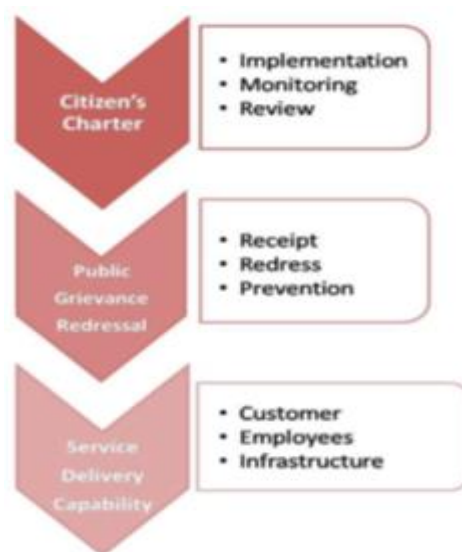 Citizen's
Charter
• Implementation
• Monitoring
• Review
Public
Grievance
Redressal
• Receipt
• Redress
• Prevention
Service
Delivery
Capability
• Customer
• Employees
• Infrastructure